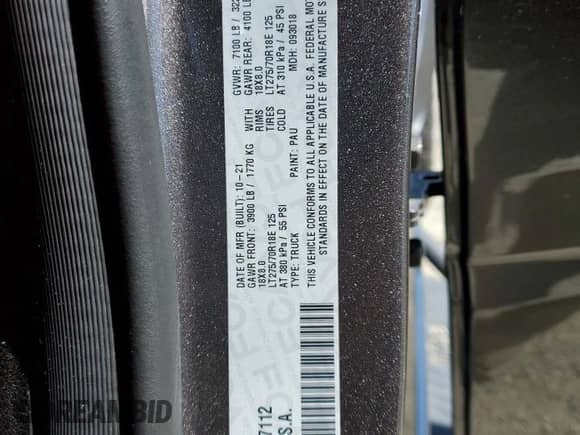 DATE OF MFR (BUILT): 10-21 GVWR: 7100 LB / 322
GAWR FRONT: 3900 LB / 1770 KG WITH GAWR REAR: 4100 LB
18X8.0 RIMS 18X8.0
LT275/70R18E 125 TIRES LT275/70R18E 125
AT 380 kPa / 55 PSI COLD AT 310 kPa / 45 PSI
TYPE: TRUCK PAINT: PAU MDH: 093018
THIS VEHICLE CONFORMS TO ALL APPLICABLE U.S.A. FEDERAL MOT
STANDARDS IN EFFECT ON THE DATE OF MANUFACTURE S
7112
S.A.
DREAMBID